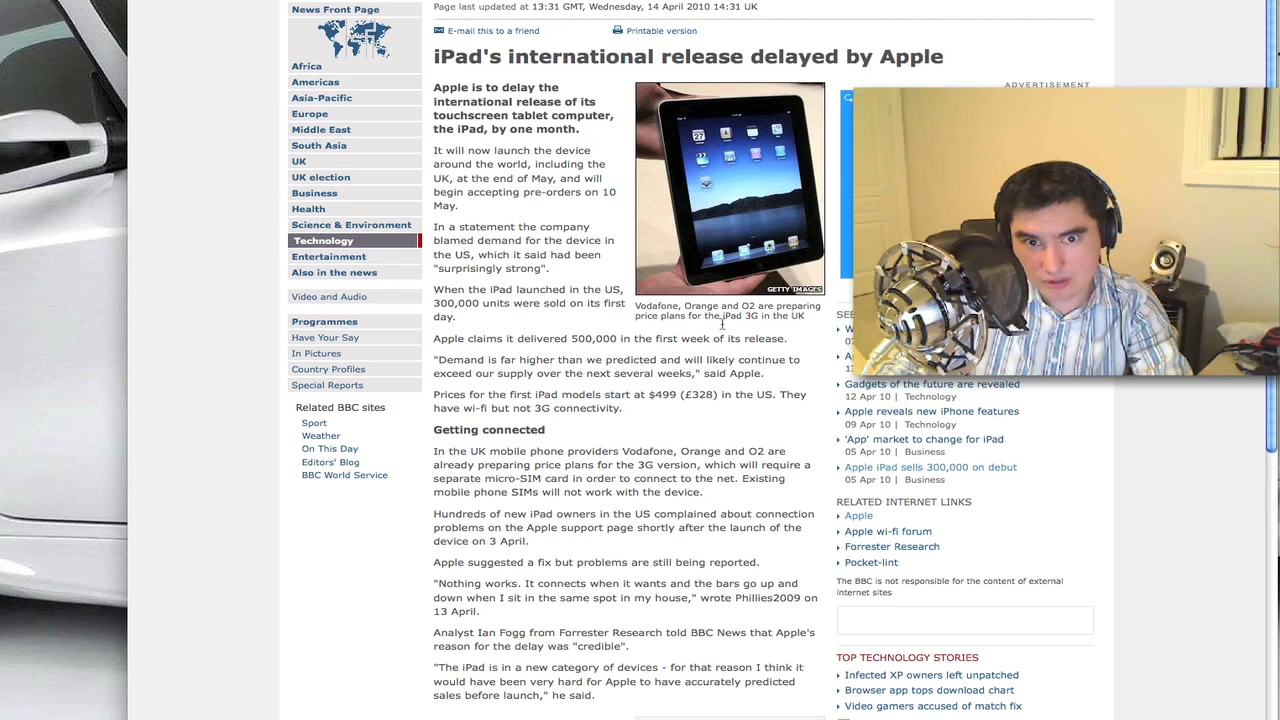 News Front Page
Africa
Americas
Asia-Pacific
Europe
Middle East
South Asia
UK
UK election
Business
Health
Science & Environment
Technology
Entertainment
Also in the news
Video and Audio
Programmes
Have Your Say
In Pictures
Country Profiles
Special Reports
Related BBC sites
Sport
Weather
On This Day
Editors' Blog
BBC World Service
Page last updated at 13:31 GMT, Wednesday, 14 April 2010 14:31 UK
E-mail this to a friend
Printable version
iPad's international release delayed by Apple
Apple is to delay the
international release of its
touchscreen tablet computer,
the iPad, by one month.
It will now launch the device
around the world, including the
UK, at the end of May, and will
begin accepting pre-orders on 10
May.
In a statement the company
blamed demand for the device in
the US, which it said had been
"surprisingly strong".
When the iPad launched in the US,
300,000 units were sold on its first
day.
27
GETTY IMAGES
Vodafone, Orange and O2 are preparing
price plans for the iPad 3G in the UK
Apple claims it delivered 500,000 in the first week of its release.
"Demand is far higher than we predicted and will likely continue to
exceed our supply over the next several weeks," said Apple.
Prices for the first iPad models start at $499 (£328) in the US. They
have wi-fi but not 3G connectivity.
Getting connected
In the UK mobile phone providers Vodafone, Orange and O2 are
already preparing price plans for the 3G version, which will require a
separate micro-SIM card in order to connect to the net. Existing
mobile phone SIMs will not work with the device.
Hundreds of new iPad owners in the US complained about connection
problems on the Apple support page shortly after the launch of the
device on 3 April.
Apple suggested a fix but problems are still being reported.
"Nothing works. It connects when it wants and the bars go up and
down when I sit in the same spot in my house," wrote Phillies2009 on
13 April.
Analyst Ian Fogg from Forrester Research told BBC News that Apple's
reason for the delay was "credible".
"The iPad is in a new category of devices - for that reason I think it
would have been very hard for Apple to have accurately predicted
sales before launch," he said.
ADVERTISEMENT
Gadgets of the future are revealed
12 Apr 10 | Technology
Apple reveals new iPhone features
09 Apr 10 | Technology
'App' market to change for iPad
05 Apr 10 | Business
Apple iPad sells 300,000 on debut
05 Apr 10 | Business
RELATED INTERNET LINKS
Apple
Apple wi-fi forum
Forrester Research
Pocket-lint
The BBC is not responsible for the content of external
internet sites
TOP TECHNOLOGY STORIES
Infected XP owners left unpatched
Browser app tops download chart
Video gamers accused of match fix